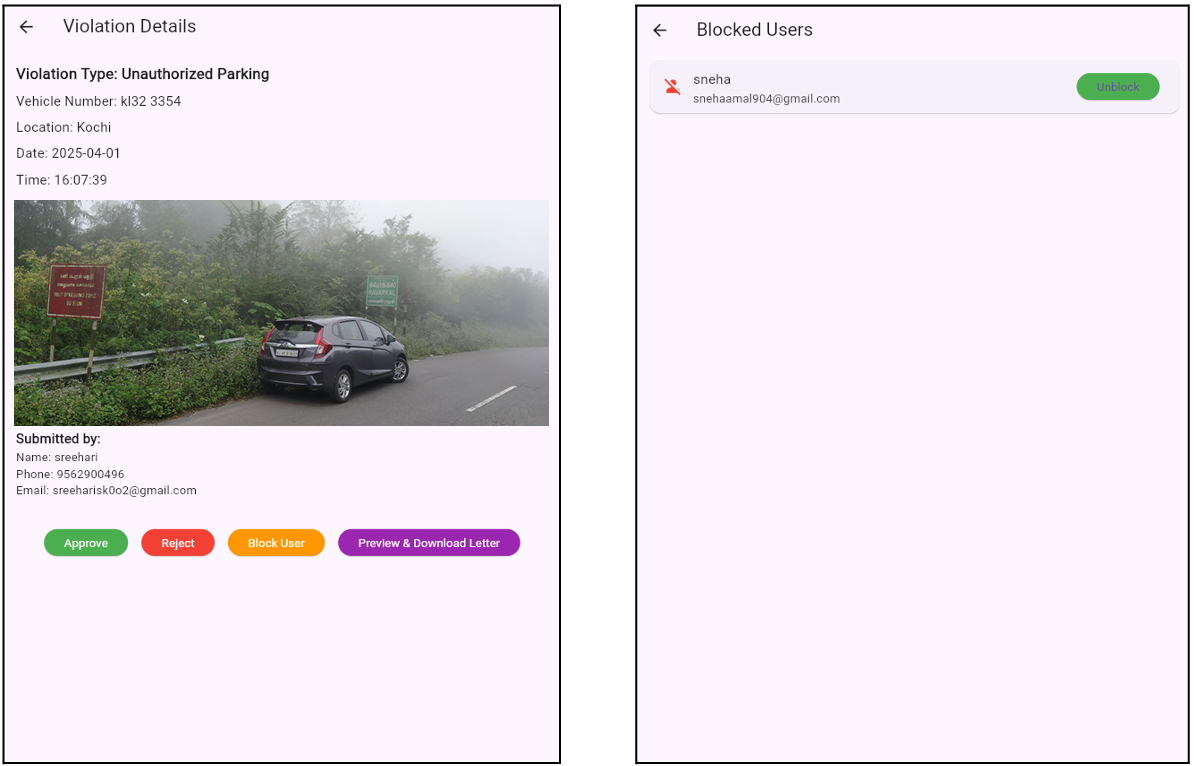 Violation Details
Violation Type: Unauthorized Parking
Vehicle Number: kl32 3354
Location: Kochi
Date: 2025-04-01
Time: 16:07:39
KAVARKAL
Submitted by:
Name: sreehari
Phone: 9562900496
Email: sreeharisk0o2@gmail.com
Approve
Reject
Block User
Preview & Download Letter
Blocked Users
sneha
snehaamal904@gmail.com
Unblock